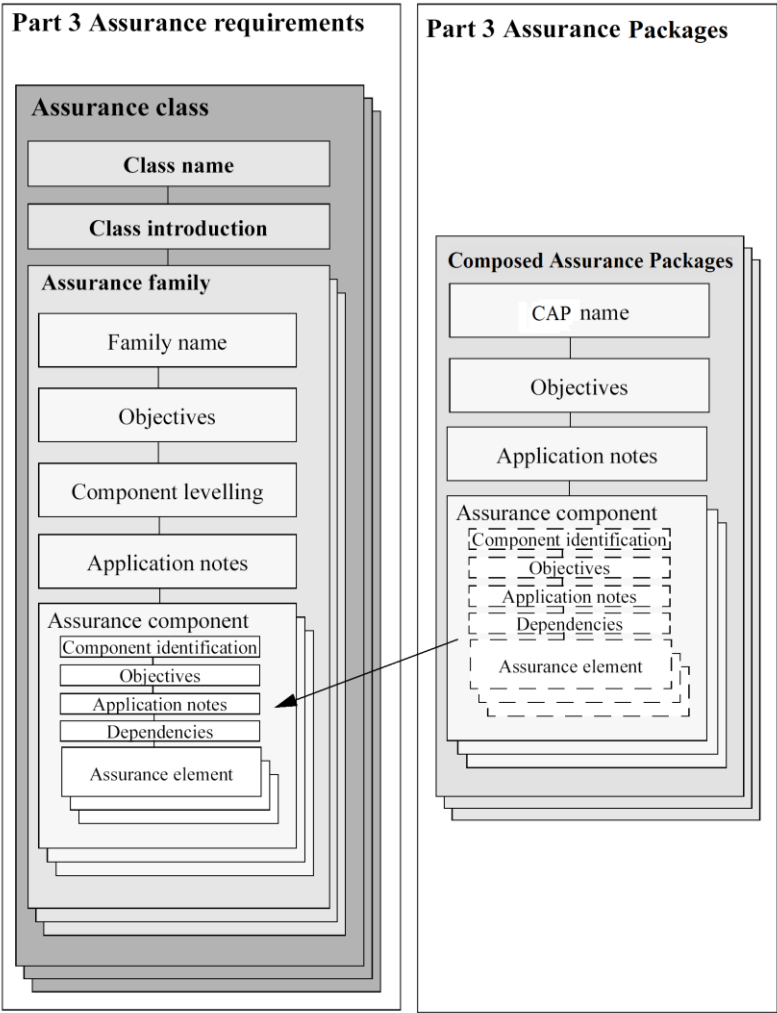 Part 3 Assurance requirements
Assurance class
Class name
Class introduction
Assurance family
Family name
Objectives
Component levelling
Application notes
Assurance component
Component identification
Objectives
Application notes
Dependencies
Assurance element
Part 3 Assurance Packages
Composed Assurance Packages
CAP name
Objectives
Application notes
Assurance component
Component identification
Objectives
Application notes
Dependencies
Assurance element